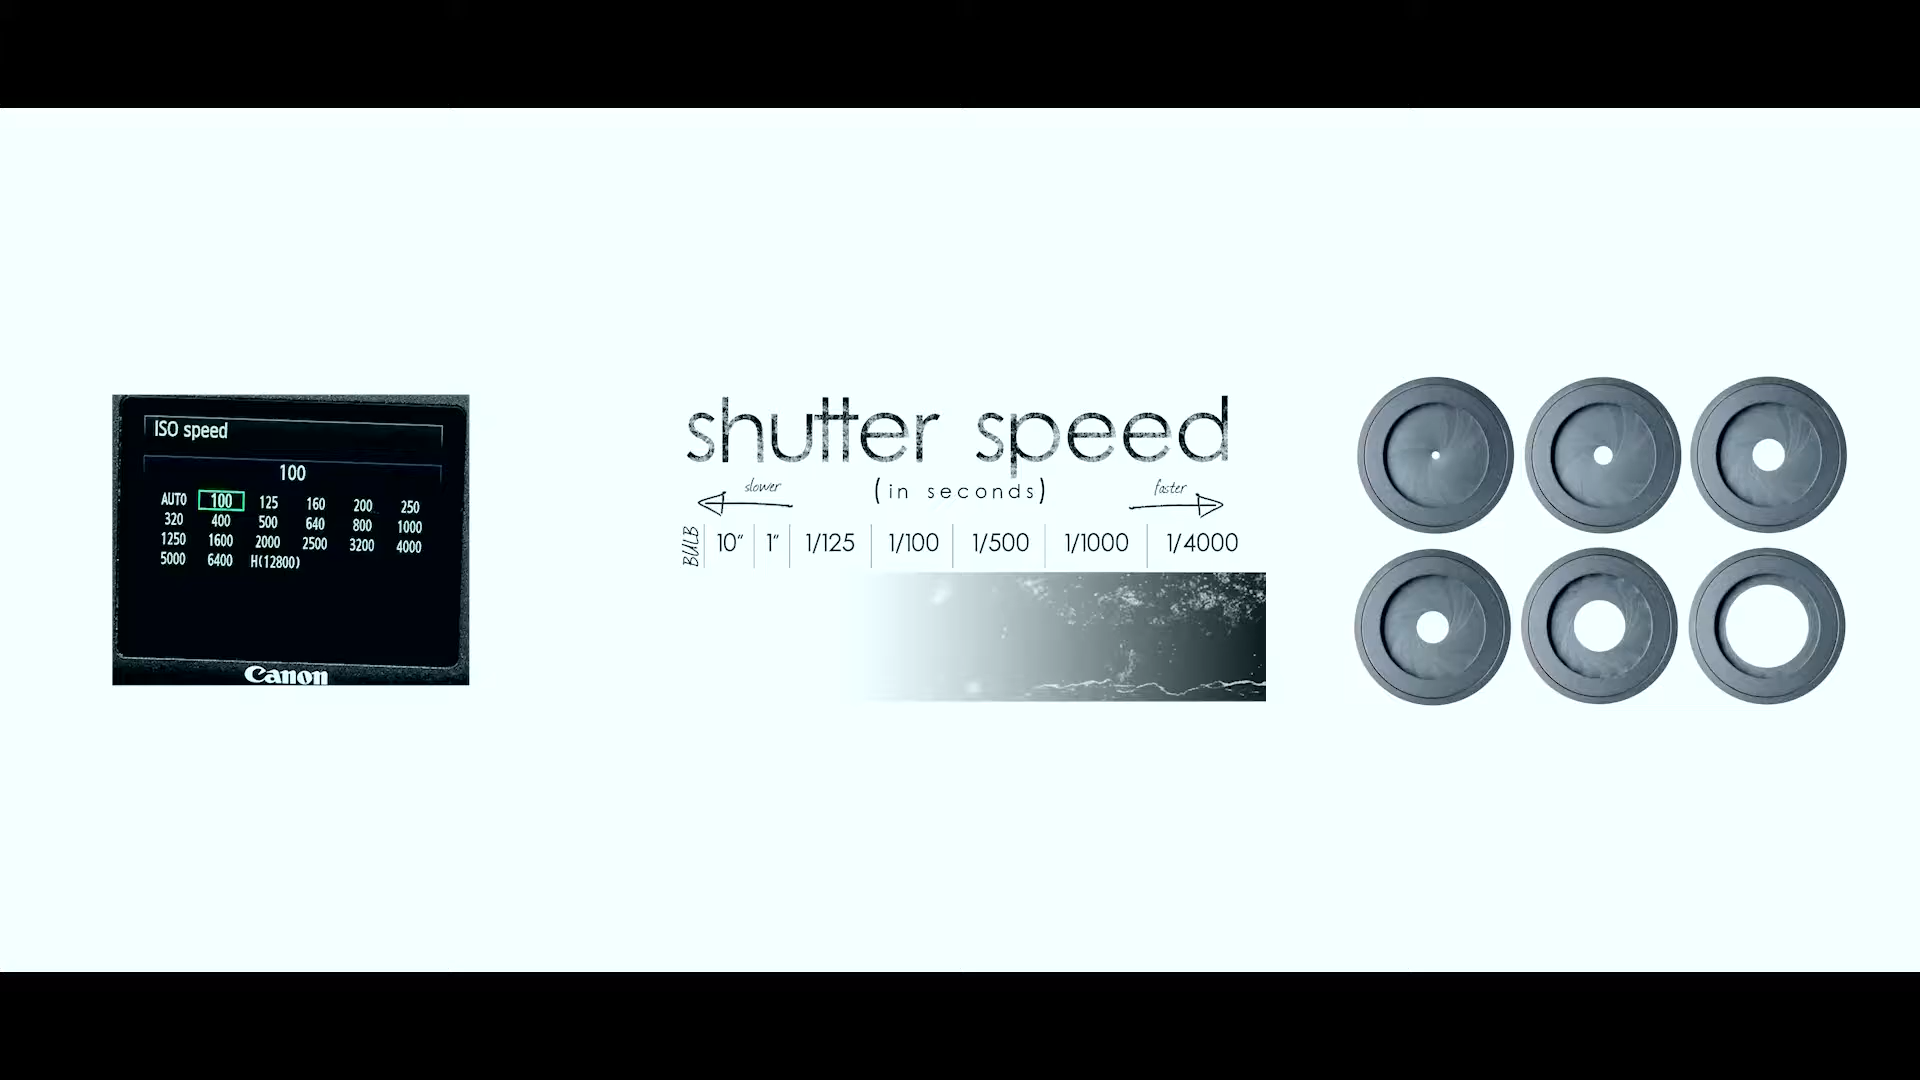 ISO speed
100
AUTO 100 125 160 200 250
320 400 500 640 800 1000
1250 1600 2000 2500 3200 4000
5000 6400 H(12800)
Canon
shutter speed
slower (in seconds) faster
BULB 10" 1" 1/125 1/100 1/500 1/1000 1/4000